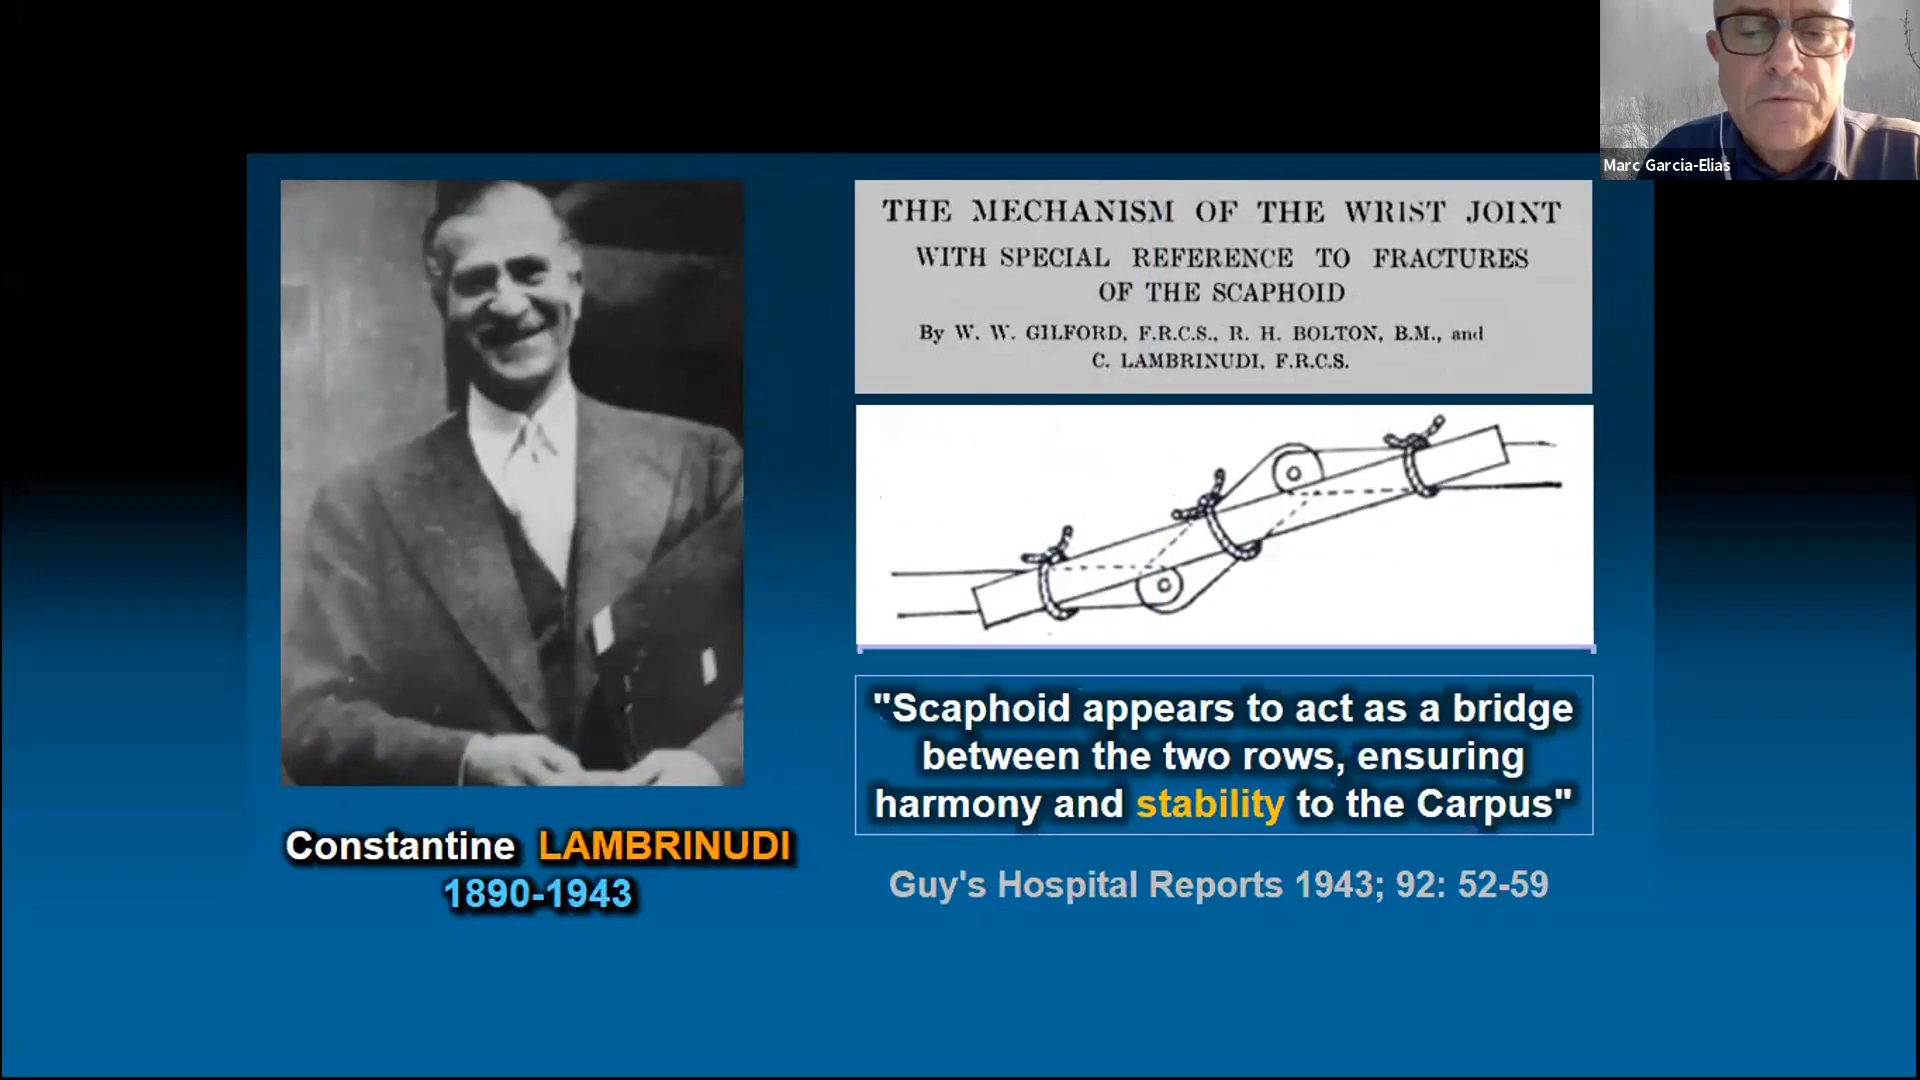 Marc Garcia-Elias
THE MECHANISM OF THE WRIST JOINT
WITH SPECIAL REFERENCE TO FRACTURES
OF THE SCAPHOID
By W. W. GILFORD, F.R.C.S., R. H. BOLTON, B.M., and
C. LAMBRINUDI, F.R.C.S.
"Scaphoid appears to act as a bridge
between the two rows, ensuring
harmony and stability to the Carpus"
Guy's Hospital Reports 1943; 92: 52-59
Constantine LAMBRINUDI
1890-1943